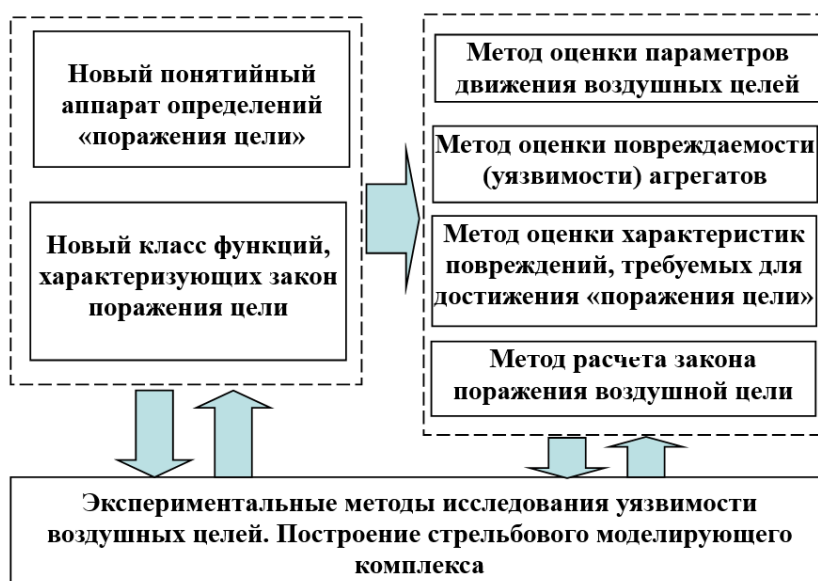 Новый понятийный
аппарат определений
«поражения цели»
Новый класс функций,
характеризующих закон
поражения цели
Метод оценки параметров
движения воздушных целей
Метод оценки повреждаемости
(уязвимости) агрегатов
Метод оценки характеристик
повреждений, требуемых для
достижения «поражения цели»
Метод расчета закона
поражения воздушной цели
Экспериментальные методы исследования уязвимости
воздушных целей. Построение стрельбового моделирующего
комплекса